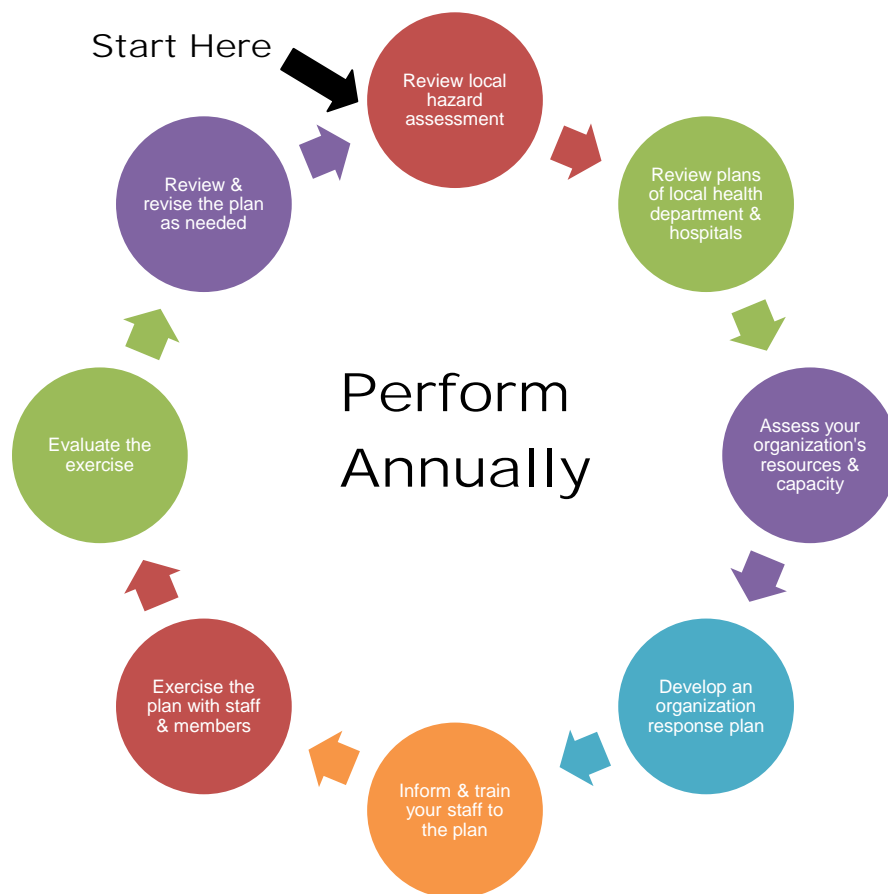 Start Here
Review local
hazard
assessment
Review plans
of local health
department &
hospitals
Assess your
organization's
resources &
capacity
Develop an
organization
response plan
Inform & train
your staff to
the plan
Exercise the
plan with staff
& members
Evaluate the
exercise
Review &
revise the plan
as needed
Perform
Annually